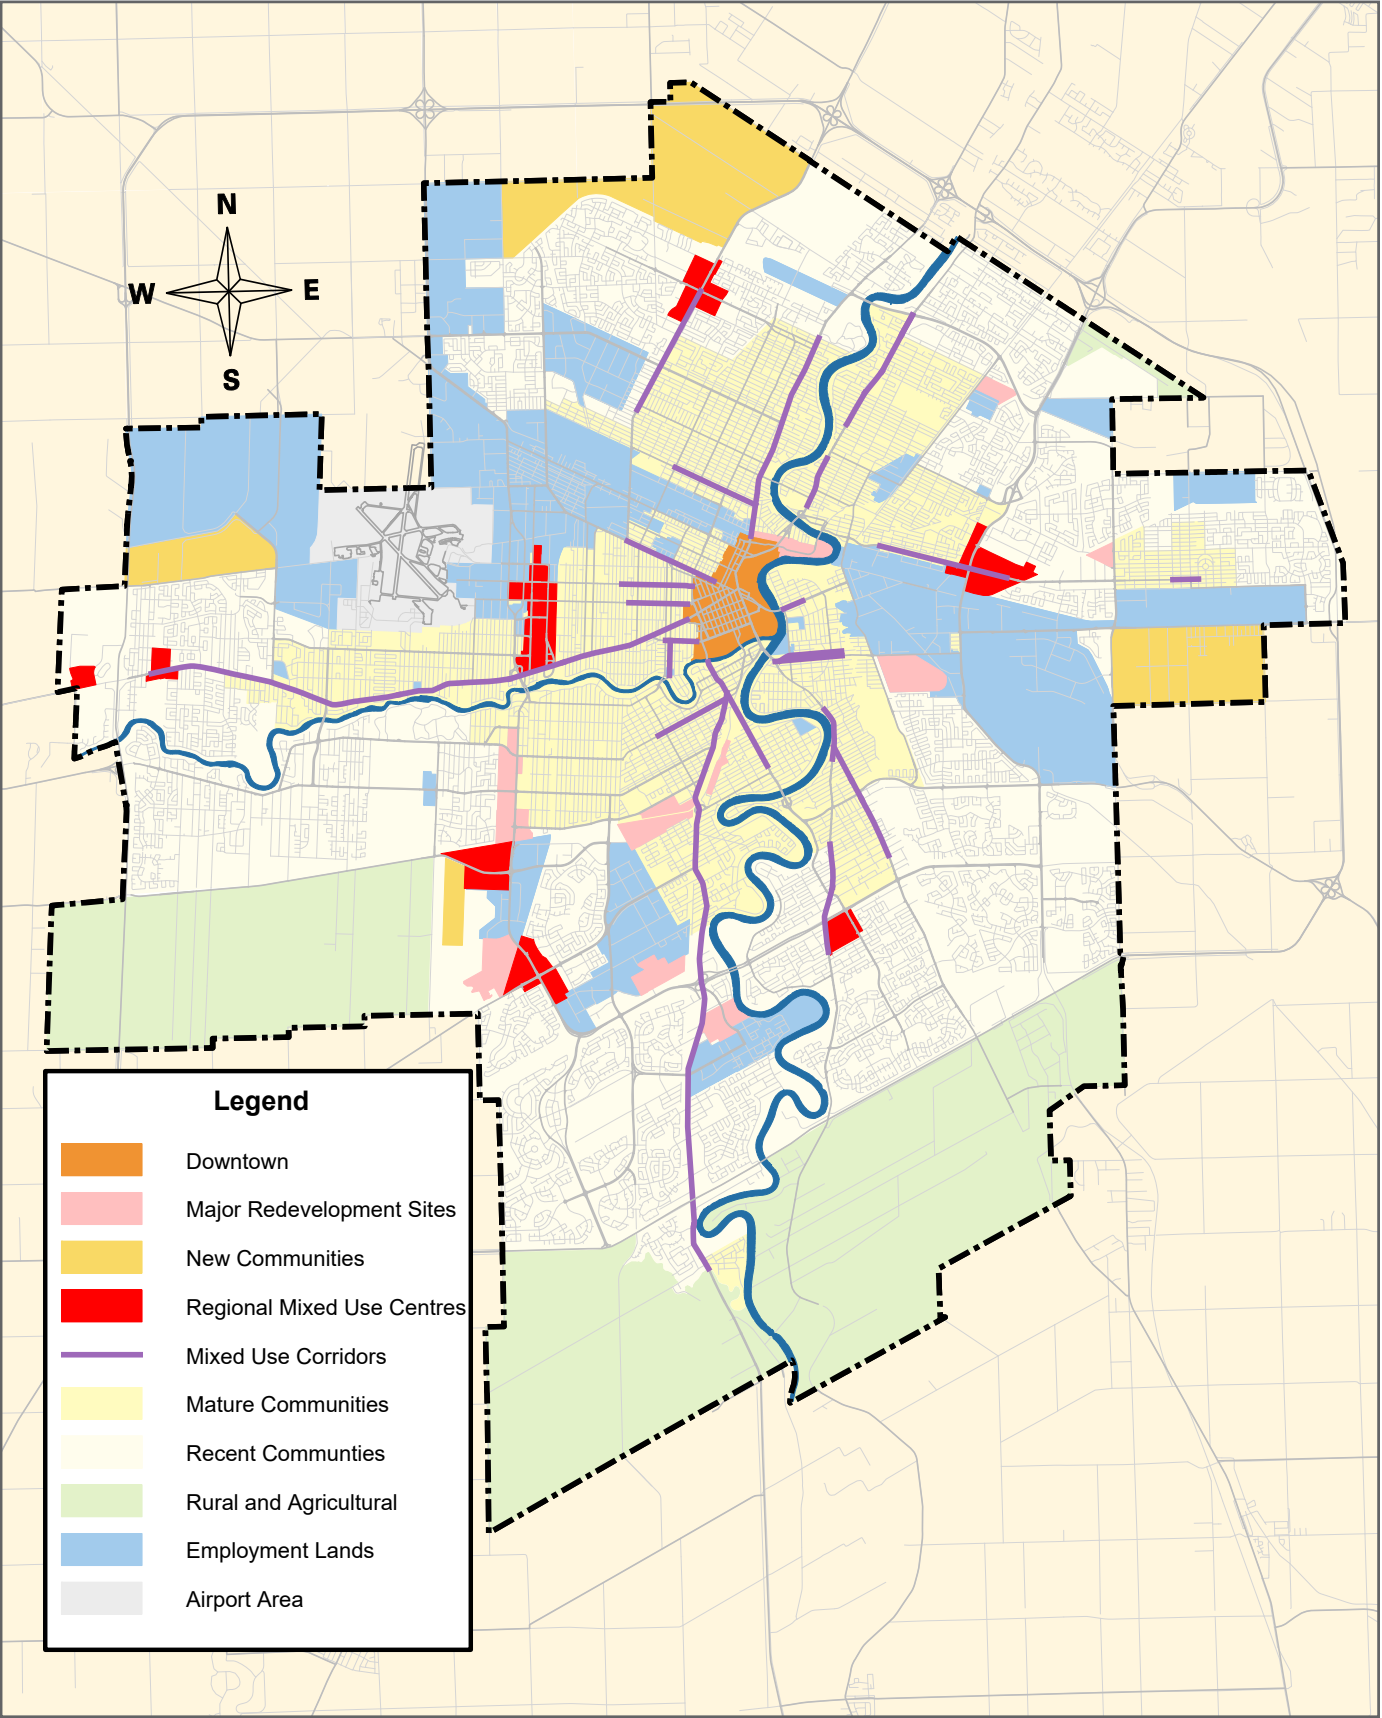 N
W
E
S
Legend
Downtown
Major Redevelopment Sites
New Communities
Regional Mixed Use Centres
Mixed Use Corridors
Mature Communities
Recent Communties
Rural and Agricultural
Employment Lands
Airport Area